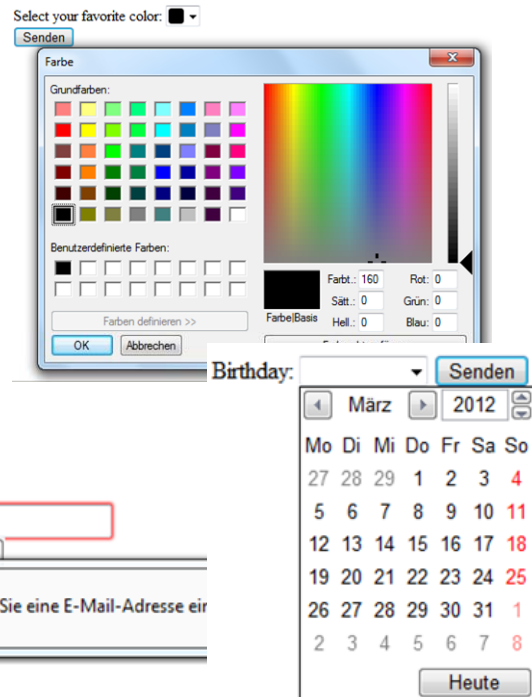 Select your favorite color:
Senden
Farbe
Grundfarben:
Benutzerdefinierte Farben:
Farbt.: 160 Rot: 0
Sätt.: 0 Grün: 0
Farbe|Basis Hell.: 0 Blau: 0
Farben definieren >>
OK Abbrechen
Birthday: Senden
März 2012
Mo Di Mi Do Fr Sa So
27 28 29 1 2 3 4
5 6 7 8 9 10 11
12 13 14 15 16 17 18
19 20 21 22 23 24 25
26 27 28 29 30 31 1
2 3 4 5 6 7 8
Heute
Sie eine E-Mail-Adresse ein